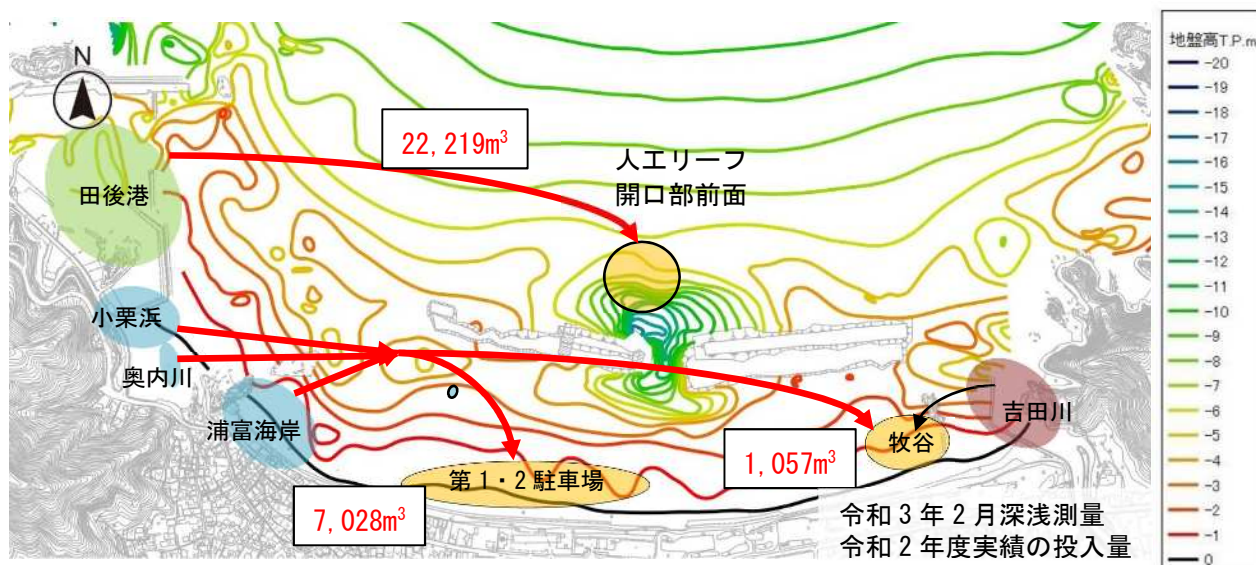 N
22,219m³
人工リーフ
開口部前面
田後港
小栗浜
奥内川
浦富海岸
第1・2駐車場
7,028m³
1,057m³
牧谷
吉田川
令和3年2月深浅測量
令和2年度実績の投入量
地盤高T.P.m
-20
-19
-18
-17
-16
-15
-14
-13
-12
-11
-10
-9
-8
-7
-6
-5
-4
-3
-2
-1
0